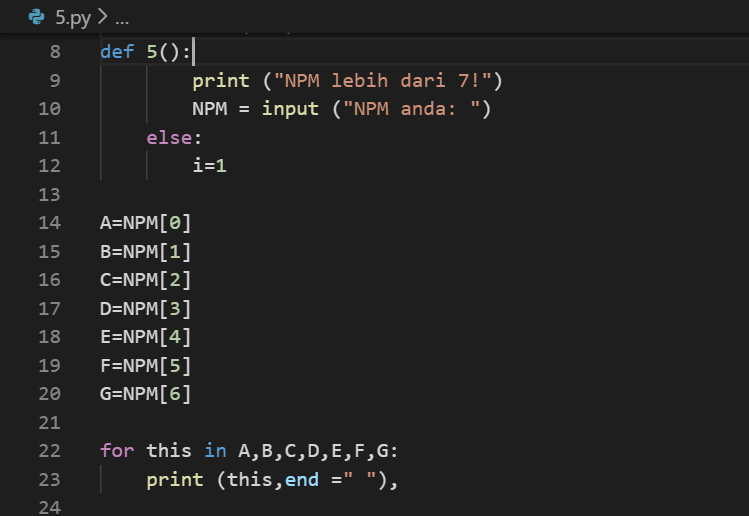 5.py > ...
8 def 5():
9 print ("NPM lebih dari 7!")
10 NPM = input ("NPM anda: ")
11 else:
12 i=1
13
14 A=NPM[0]
15 B=NPM[1]
16 C=NPM[2]
17 D=NPM[3]
18 E=NPM[4]
19 F=NPM[5]
20 G=NPM[6]
21
22 for this in A,B,C,D,E,F,G:
23 print (this,end =" "),
24